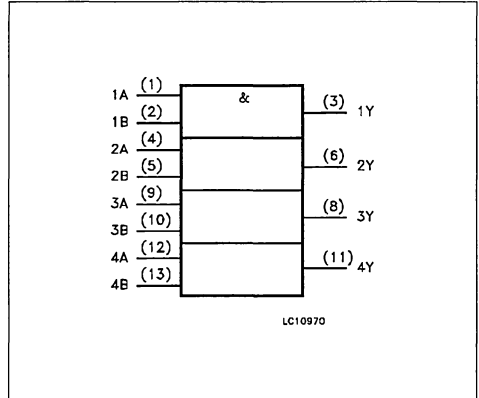 &
1A (1)
1B (2)
(3) 1Y
2A (4)
2B (5)
(6) 2Y
3A (9)
3B (10)
(8) 3Y
4A (12)
4B (13)
(11) 4Y
LC10970